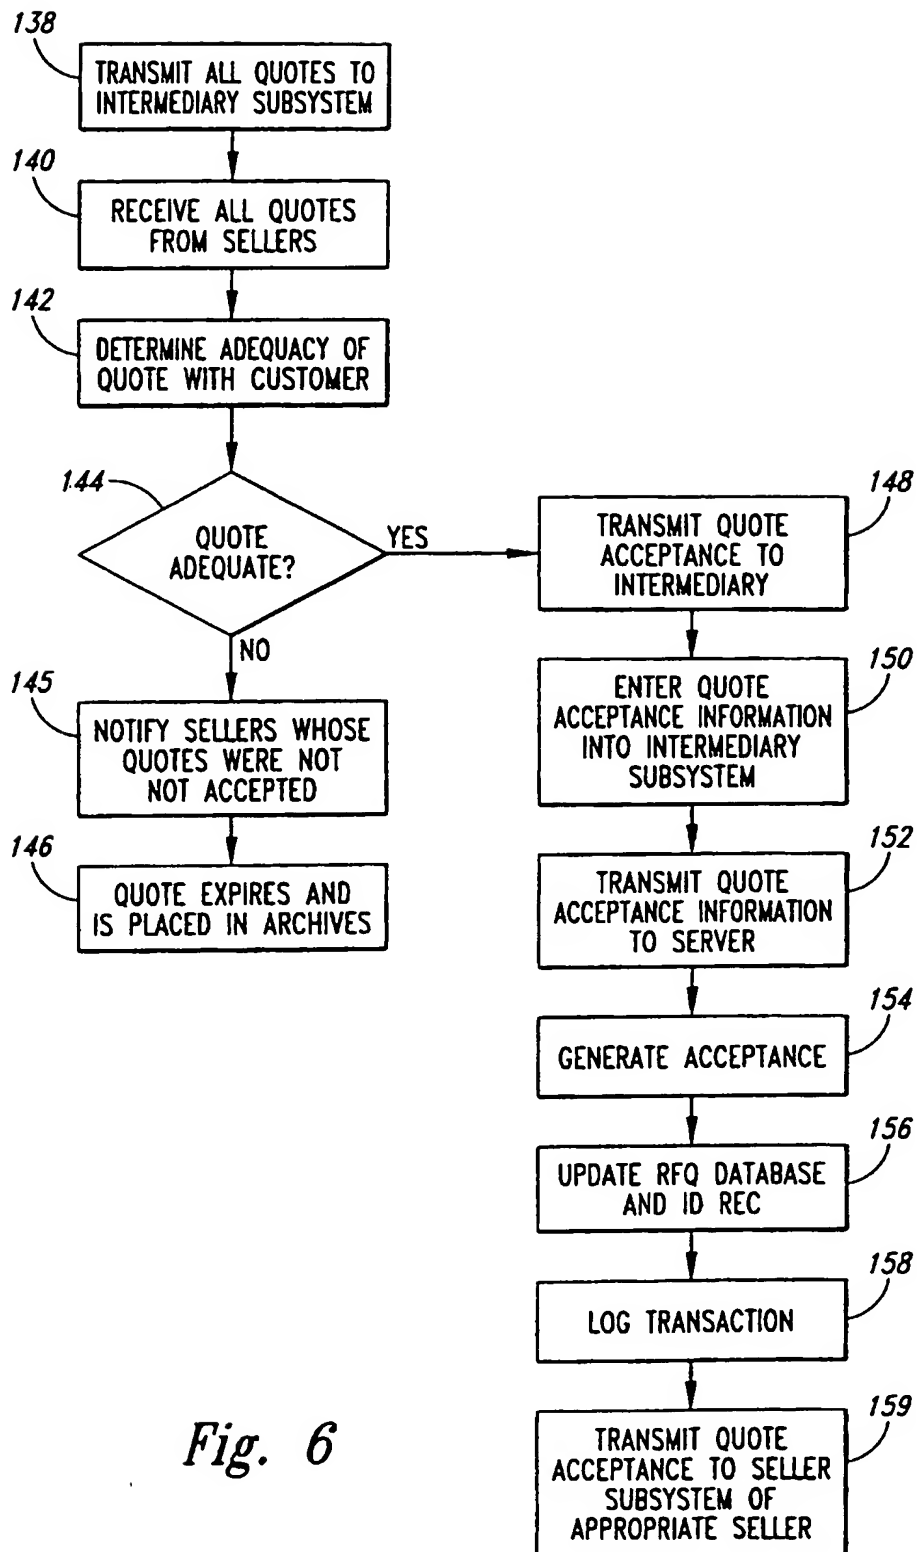 138
TRANSMIT ALL QUOTES TO
INTERMEDIARY SUBSYSTEM
140
RECEIVE ALL QUOTES
FROM SELLERS
142
DETERMINE ADEQUACY OF
QUOTE WITH CUSTOMER
144
QUOTE
ADEQUATE?
YES
NO
145
NOTIFY SELLERS WHOSE
QUOTES WERE NOT
NOT ACCEPTED
146
QUOTE EXPIRES AND
IS PLACED IN ARCHIVES
148
TRANSMIT QUOTE
ACCEPTANCE TO
INTERMEDIARY
150
ENTER QUOTE
ACCEPTANCE INFORMATION
INTO INTERMEDIARY
SUBSYSTEM
152
TRANSMIT QUOTE
ACCEPTANCE INFORMATION
TO SERVER
154
GENERATE ACCEPTANCE
156
UPDATE RFQ DATABASE
AND ID REC
158
LOG TRANSACTION
159
TRANSMIT QUOTE
ACCEPTANCE TO SELLER
SUBSYSTEM OF
APPROPRIATE SELLER
Fig. 6